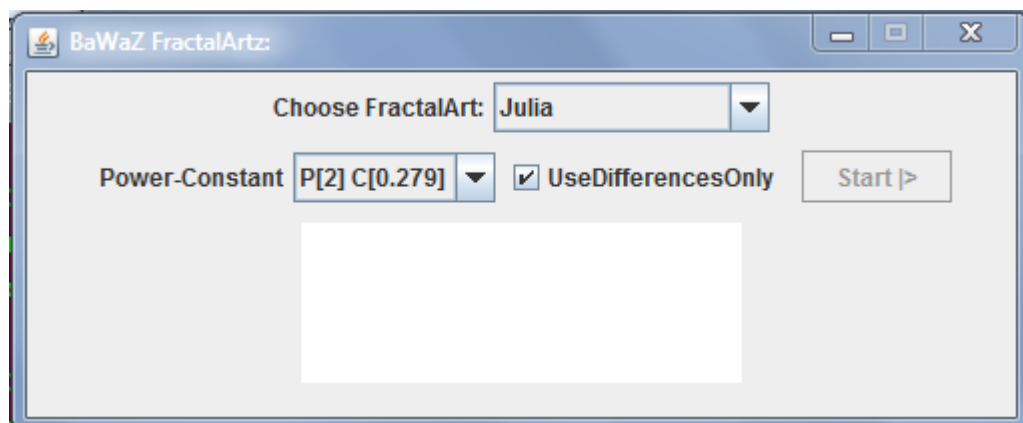 BaWaZ FractalArtz:
Choose FractalArt: Julia
Power-Constant P[2] C[0.279] UseDifferencesOnly Start |>